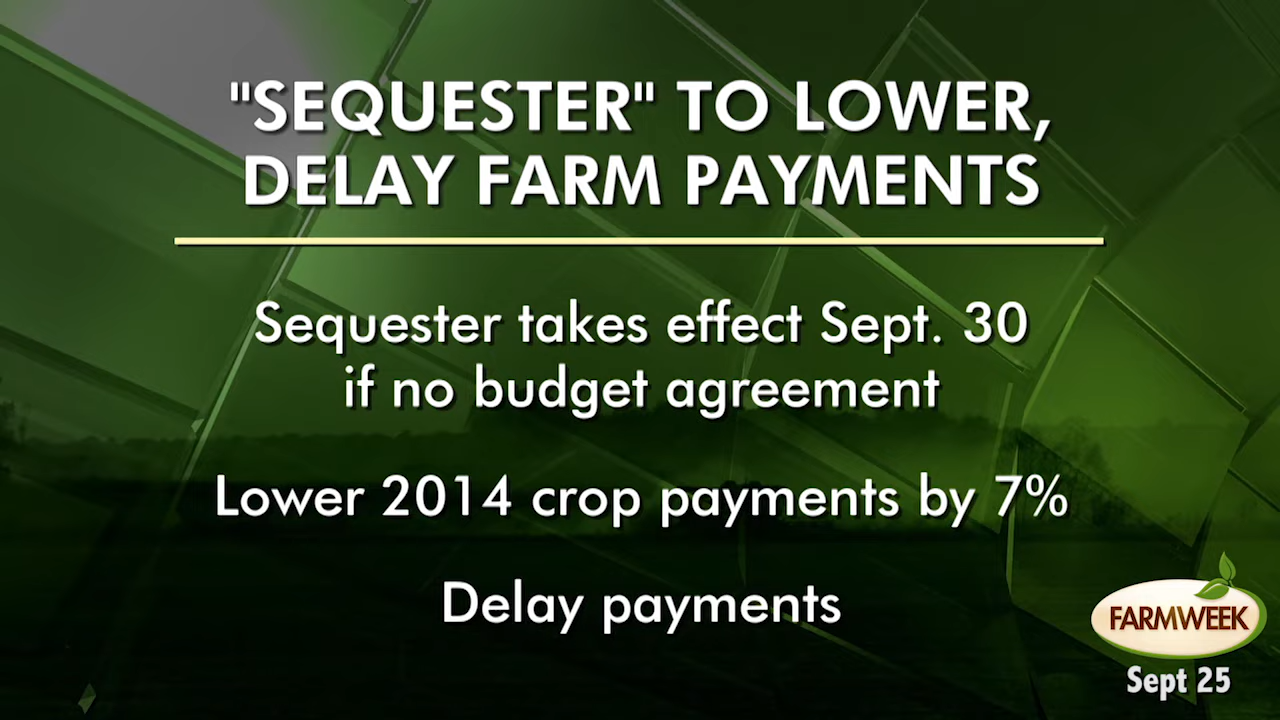 "SEQUESTER" TO LOWER,
DELAY FARM PAYMENTS
Sequester takes effect Sept. 30
if no budget agreement
Lower 2014 crop payments by 7%
Delay payments
FARMWEEK
Sept 25